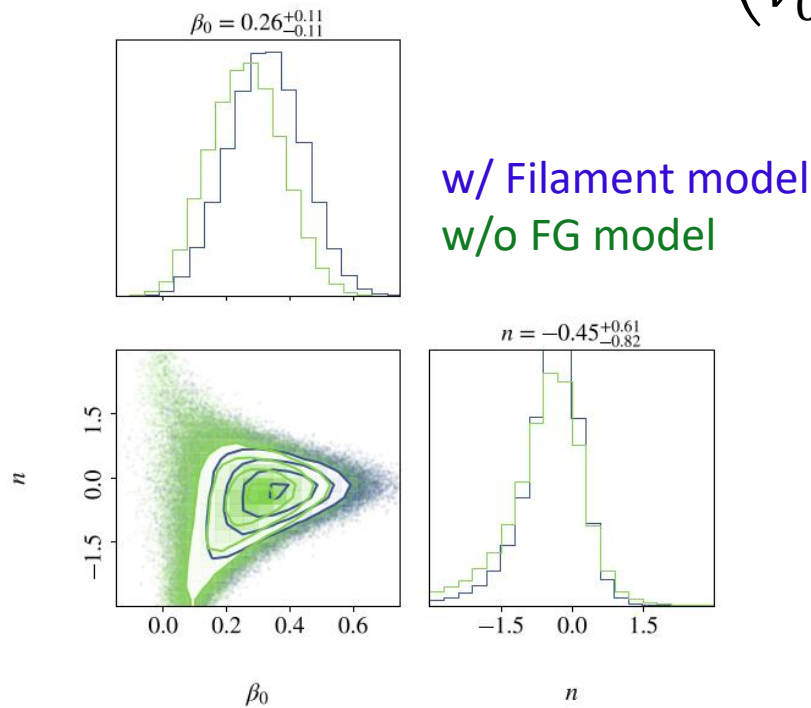 (ν₀
β₀ = 0.26⁺⁰·¹¹₋₀.₁₁
w/ Filament model
w/o FG model
n = −0.45⁺⁰·⁶¹₋₀.₈₂
n
1.5
0.0
−1.5
0.0 0.2 0.4 0.6
−1.5 0.0 1.5
β₀
n